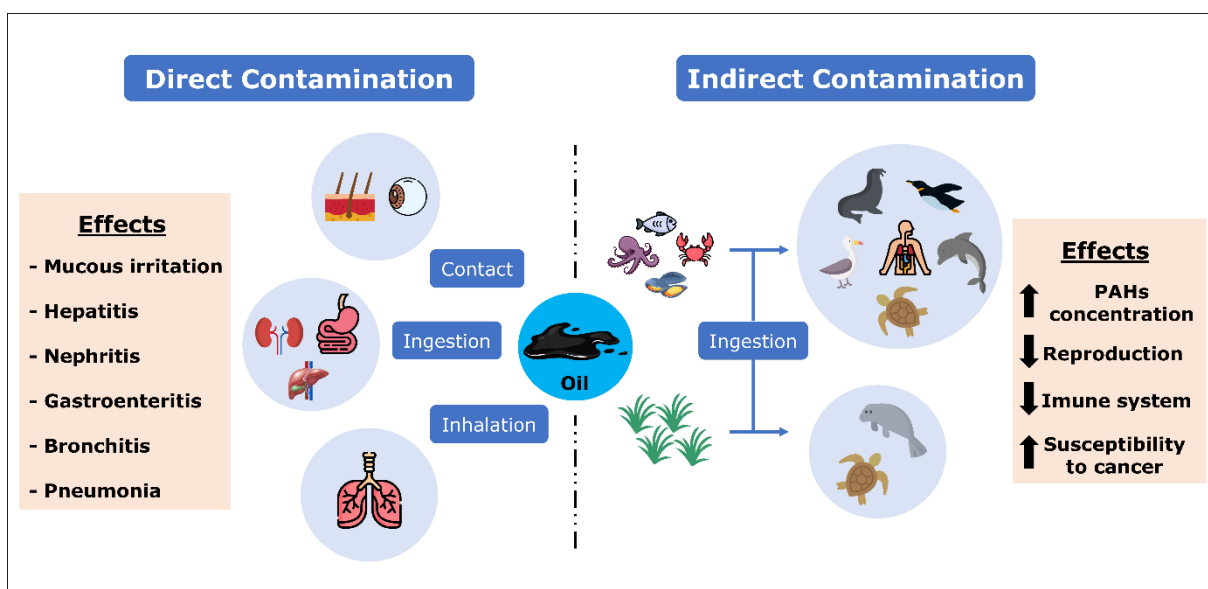 Direct Contamination
Effects
- Mucous irritation
- Hepatitis
- Nephritis
- Gastroenteritis
- Bronchitis
- Pneumonia
Contact
Ingestion
Inhalation
Oil
Indirect Contamination
Ingestion
Effects
PAHs
concentration
Reproduction
Imune system
Susceptibility
to cancer